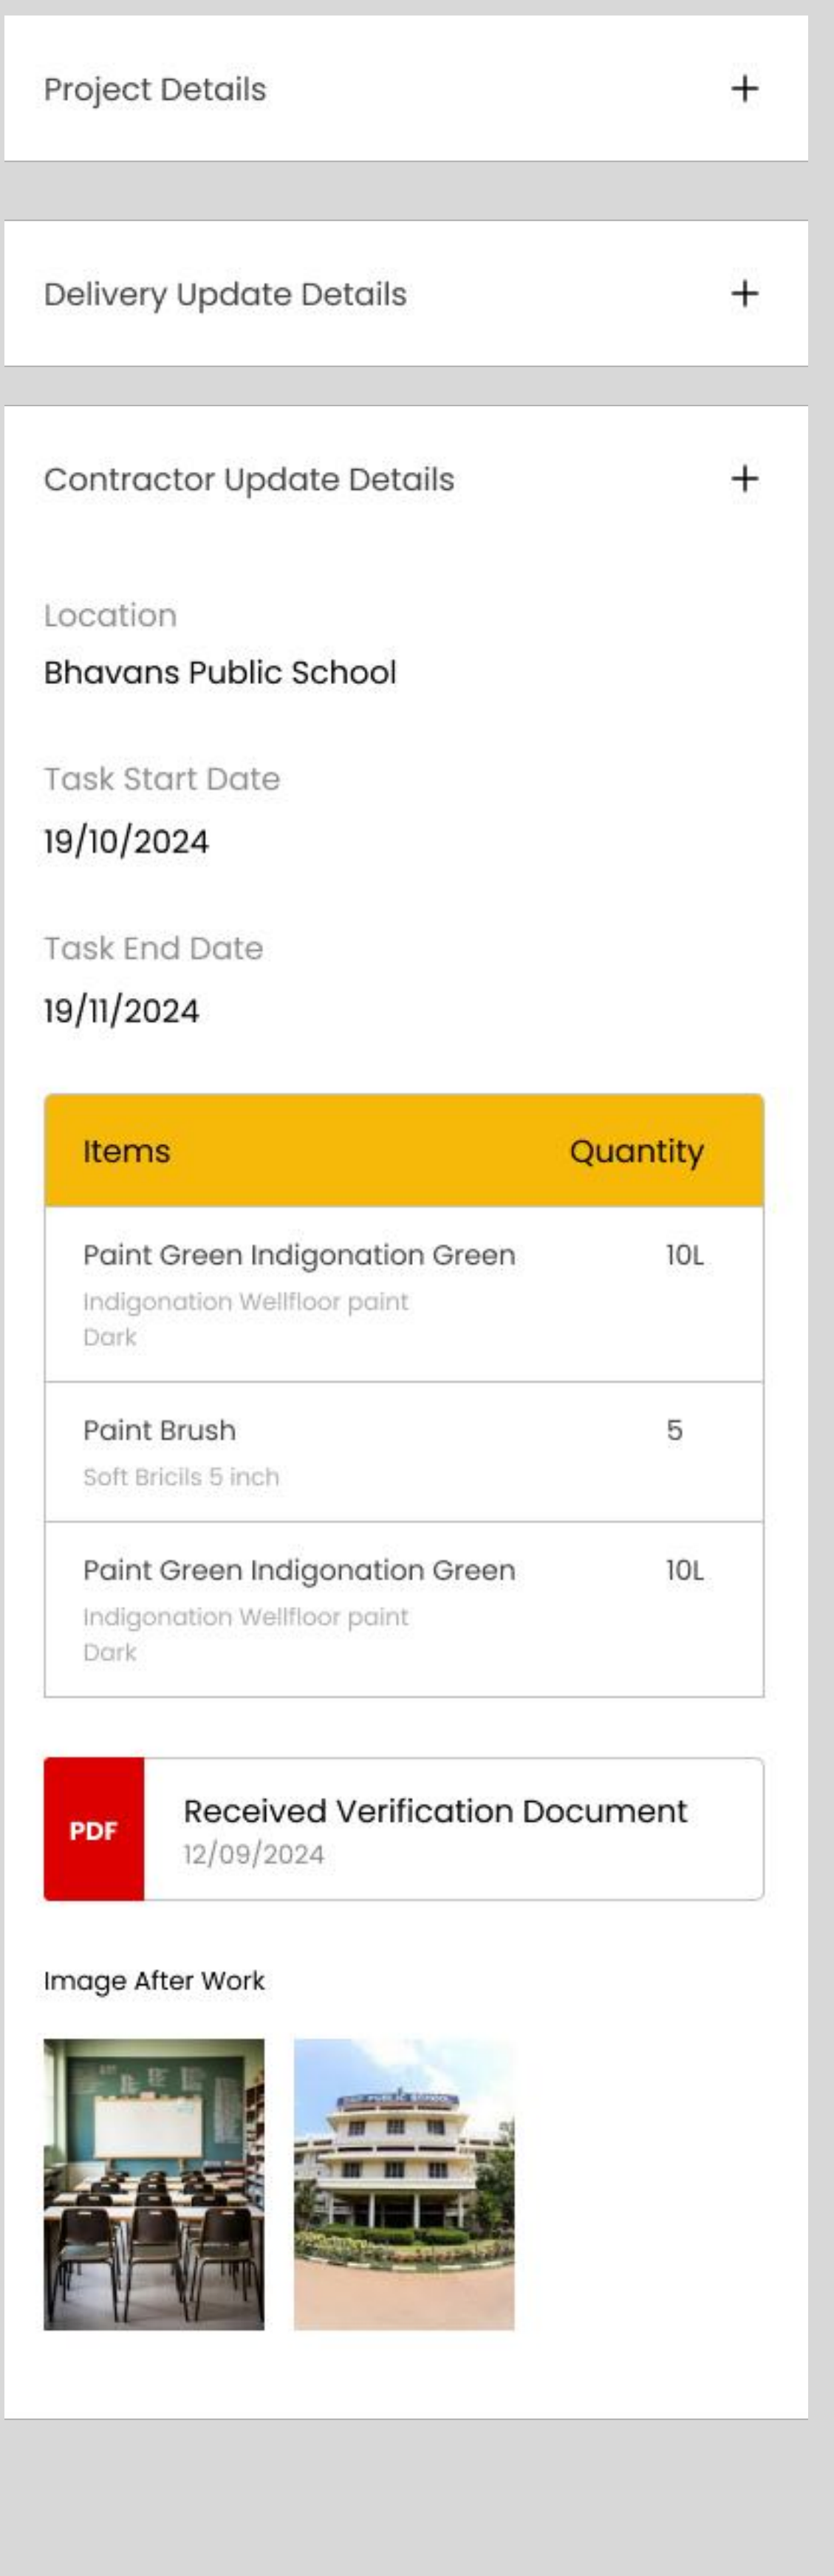 Project Details +
Delivery Update Details +
Contractor Update Details +
Location
Bhavans Public School
Task Start Date
19/10/2024
Task End Date
19/11/2024
Items Quantity
Paint Green Indigonation Green 10L
Indigonation Wellfloor paint
Dark
Paint Brush 5
Soft Bricils 5 inch
Paint Green Indigonation Green 10L
Indigonation Wellfloor paint
Dark
PDF
Received Verification Document
12/09/2024
Image After Work
PUBLIC SCHOOL